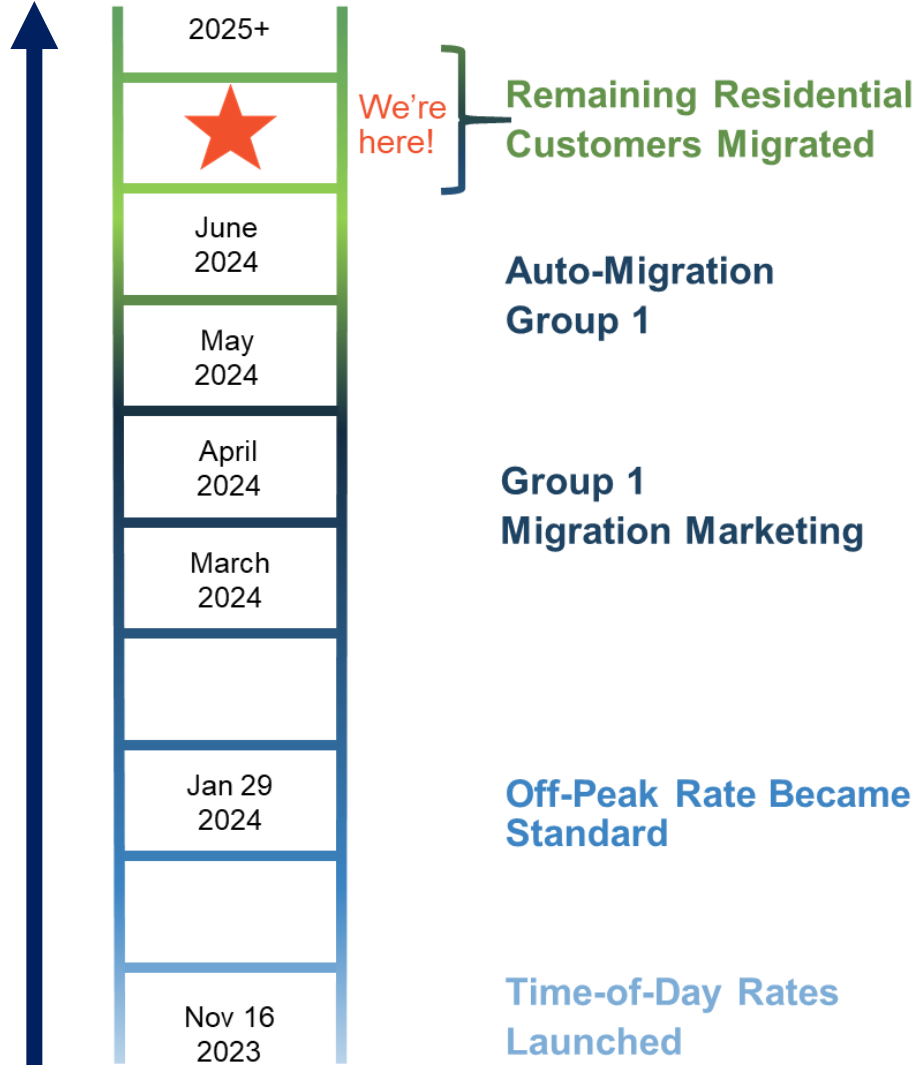 2025+
We're
here!
Remaining Residential
Customers Migrated
June
2024
Auto-Migration
Group 1
May
2024
April
2024
Group 1
Migration Marketing
March
2024
Jan 29
2024
Off-Peak Rate Became
Standard
Nov 16
2023
Time-of-Day Rates
Launched